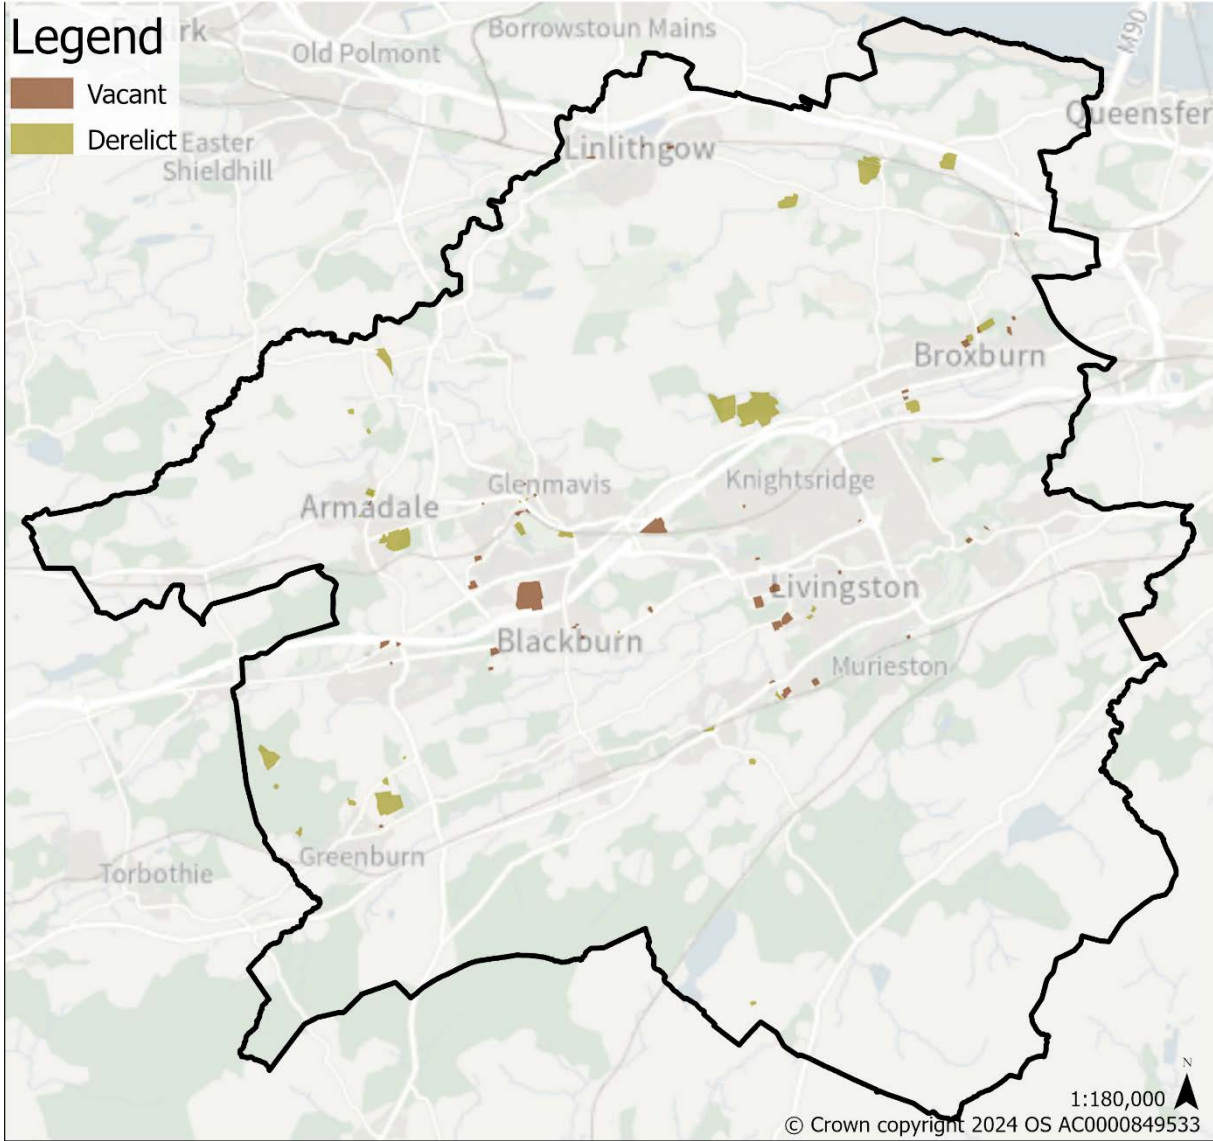 Legend
Vacant
Derelict
rk
Old Polmont
Borrowstoun Mains
M90
Queensfer
Easter
Shieldhill
Linlithgow
Broxburn
Glenmavis
Knightsridge
Armadale
Livingston
Blackburn
Murieston
Greenburn
Torbothie
N
1:180,000
© Crown copyright 2024 OS AC0000849533